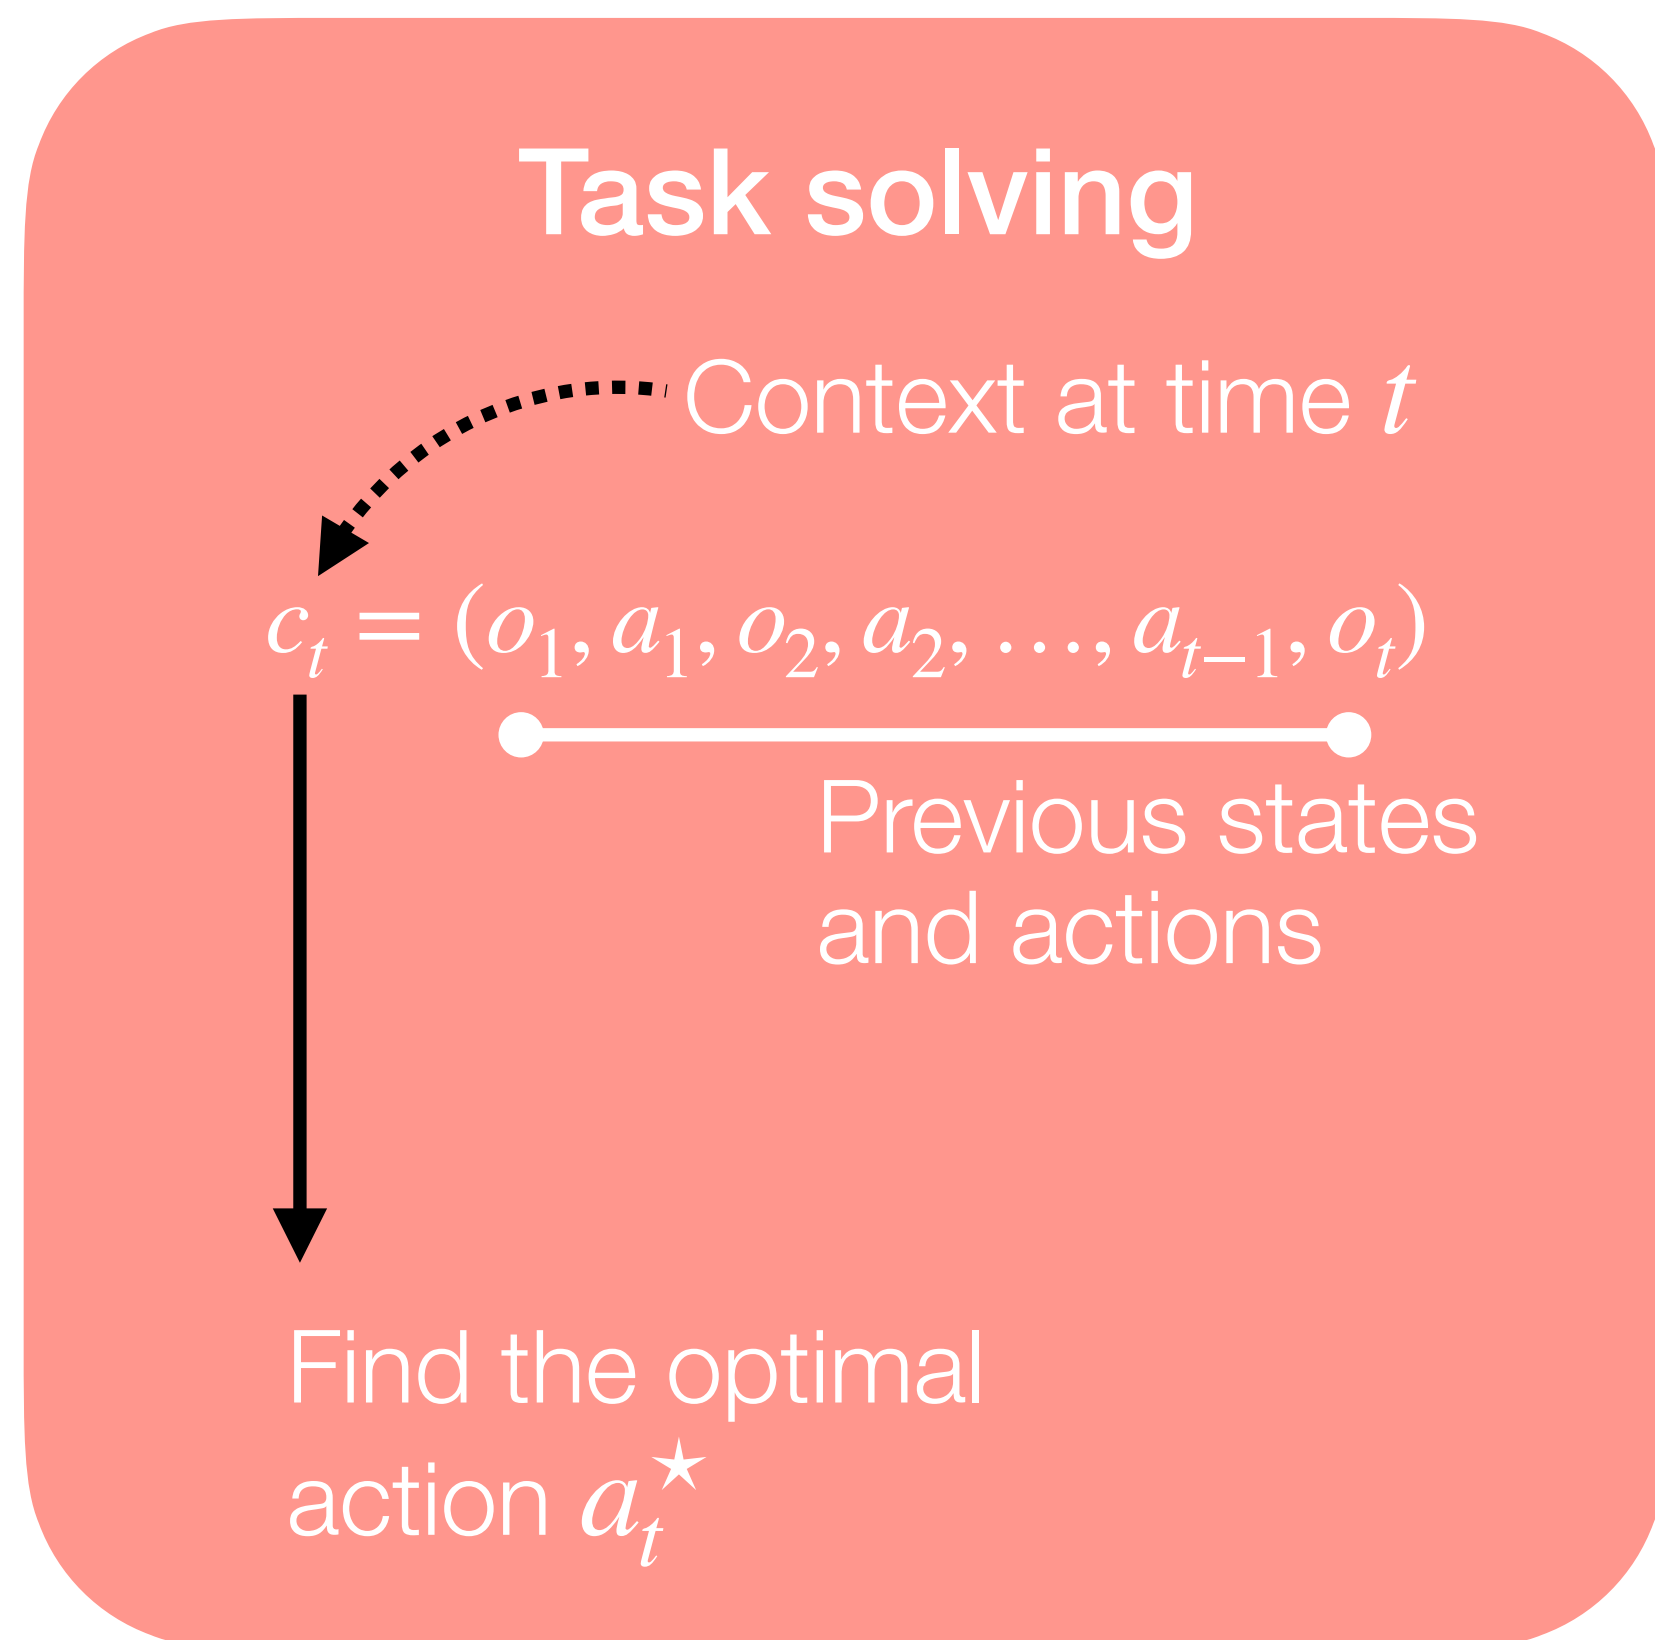 Task solving
Context at time t
c_t = (o_1, a_1, o_2, a_2, …, a_{t−1}, o_t)
Previous states
and actions
Find the optimal
action a_t^★